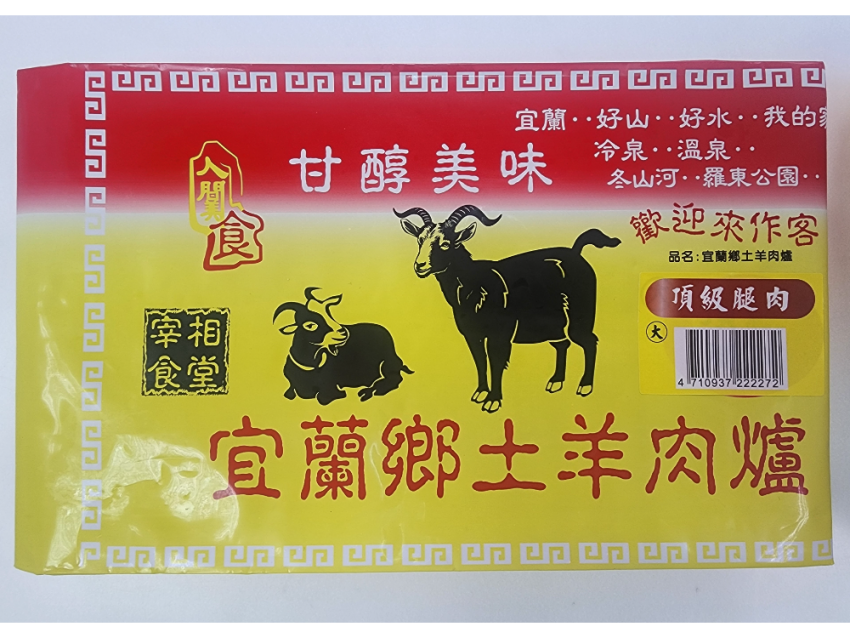 宜蘭‥好山‥好水‥我的家
冷泉‥溫泉‥
冬山河‥羅東公園‥
甘醇美味
人間美食
歡迎來作客
品名:宜蘭鄉土羊肉爐
頂級腿肉
大
4 710937 222272
宰相
食堂
宜蘭鄉土羊肉爐